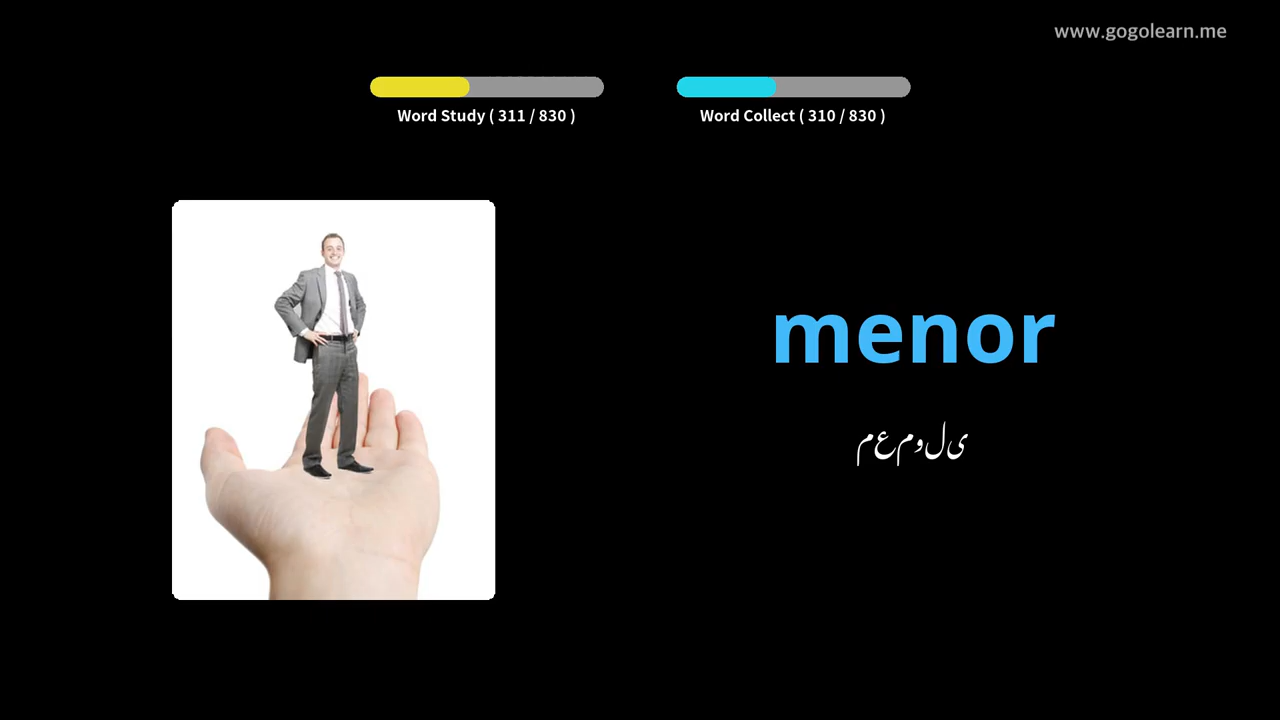 www.gogolearn.me
Word Study ( 311 / 830 )
Word Collect ( 310 / 830 )
menor
معمولی